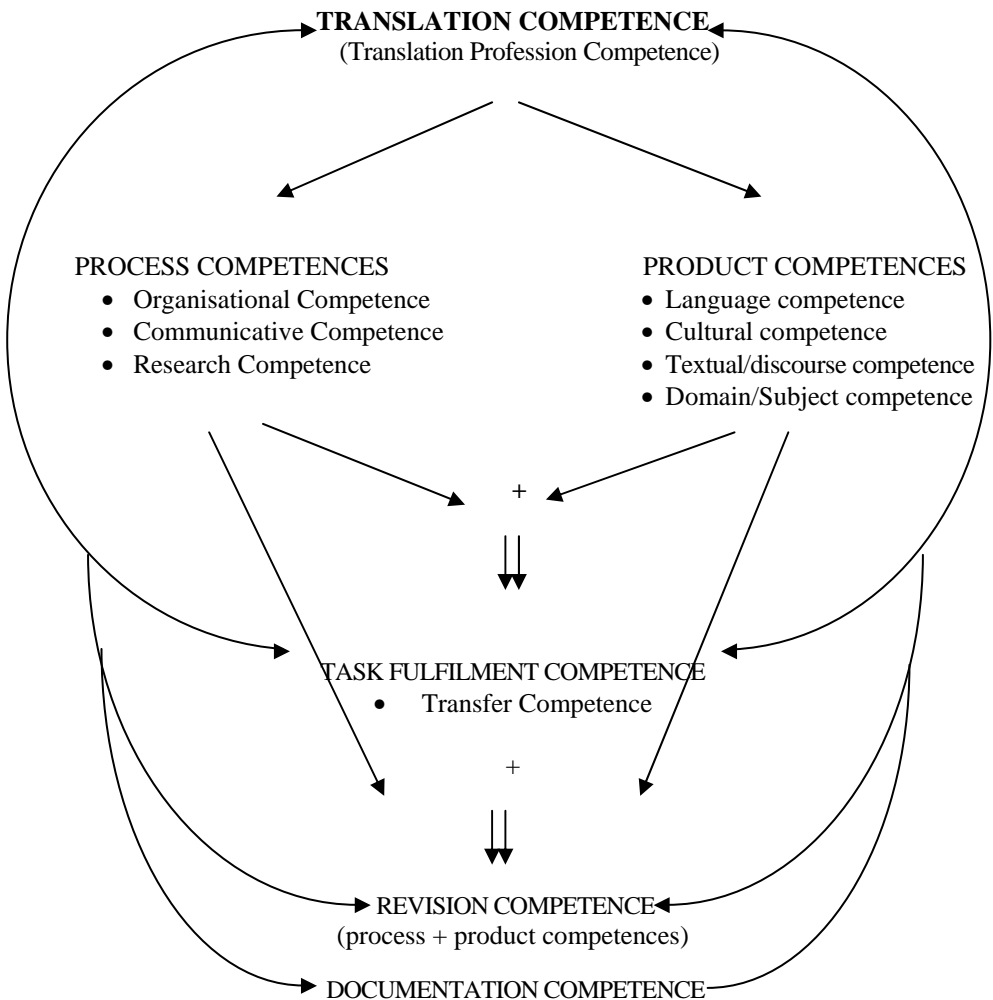 TRANSLATION COMPETENCE
(Translation Profession Competence)
PROCESS COMPETENCES
• Organisational Competence
• Communicative Competence
• Research Competence
PRODUCT COMPETENCES
• Language competence
• Cultural competence
• Textual/discourse competence
• Domain/Subject competence
+
TASK FULFILMENT COMPETENCE
• Transfer Competence
+
REVISION COMPETENCE
(process + product competences)
DOCUMENTATION COMPETENCE